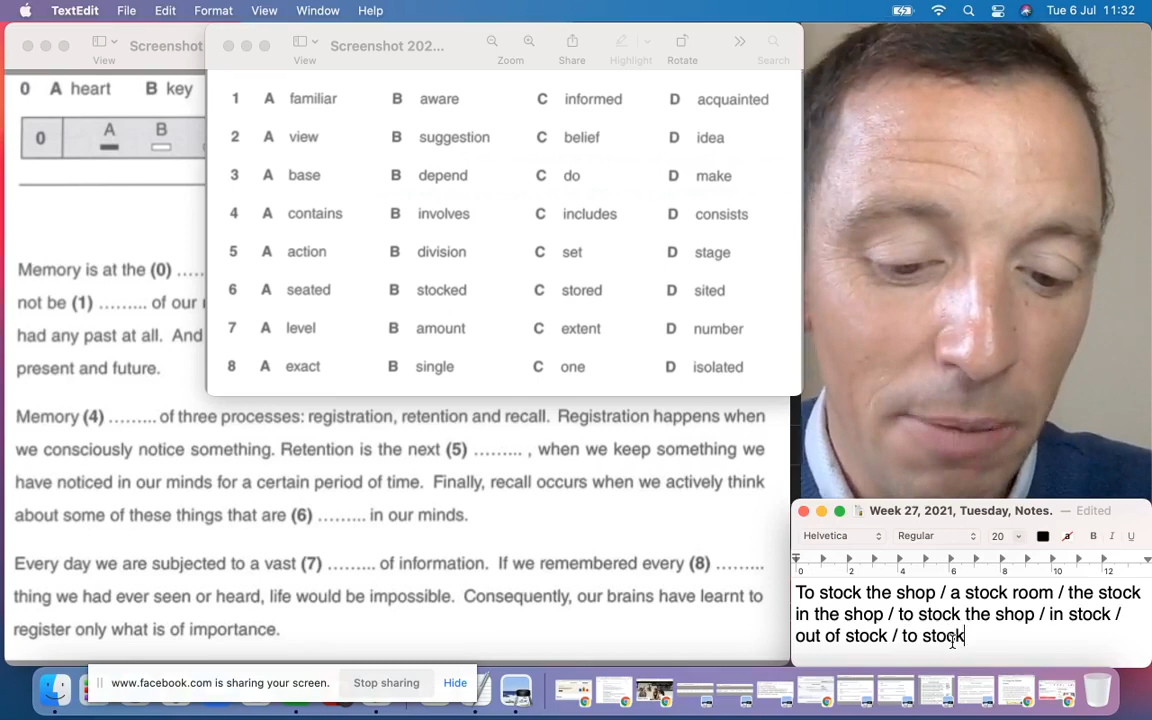 TextEdit File Edit Format View Window Help Tue 6 Jul 11:32
Screenshot
View
Screenshot 202...
View Zoom Share Highlight Rotate Search
0 A heart B key
0 A B
1 A familiar B aware C informed D acquainted
2 A view B suggestion C belief D idea
3 A base B depend C do D make
4 A contains B involves C includes D consists
5 A action B division C set D stage
6 A seated B stocked C stored D sited
7 A level B amount C extent D number
8 A exact B single C one D isolated
Memory is at the (0) .....
not be (1) ......... of our
had any past at all. And
present and future.
Memory (4) ......... of three processes: registration, retention and recall. Registration happens when
we consciously notice something. Retention is the next (5) ......... , when we keep something we
have noticed in our minds for a certain period of time. Finally, recall occurs when we actively think
about some of these things that are (6) ......... in our minds.
Every day we are subjected to a vast (7) ......... of information. If we remembered every (8) .........
thing we had ever seen or heard, life would be impossible. Consequently, our brains have learnt to
register only what is of importance.
Week 27, 2021, Tuesday, Notes. — Edited
Helvetica Regular 20 a B I U
0 2 4 6 8 10 12
To stock the shop / a stock room / the stock
in the shop / to stock the shop / in stock /
out of stock / to stock
www.facebook.com is sharing your screen. Stop sharing Hide